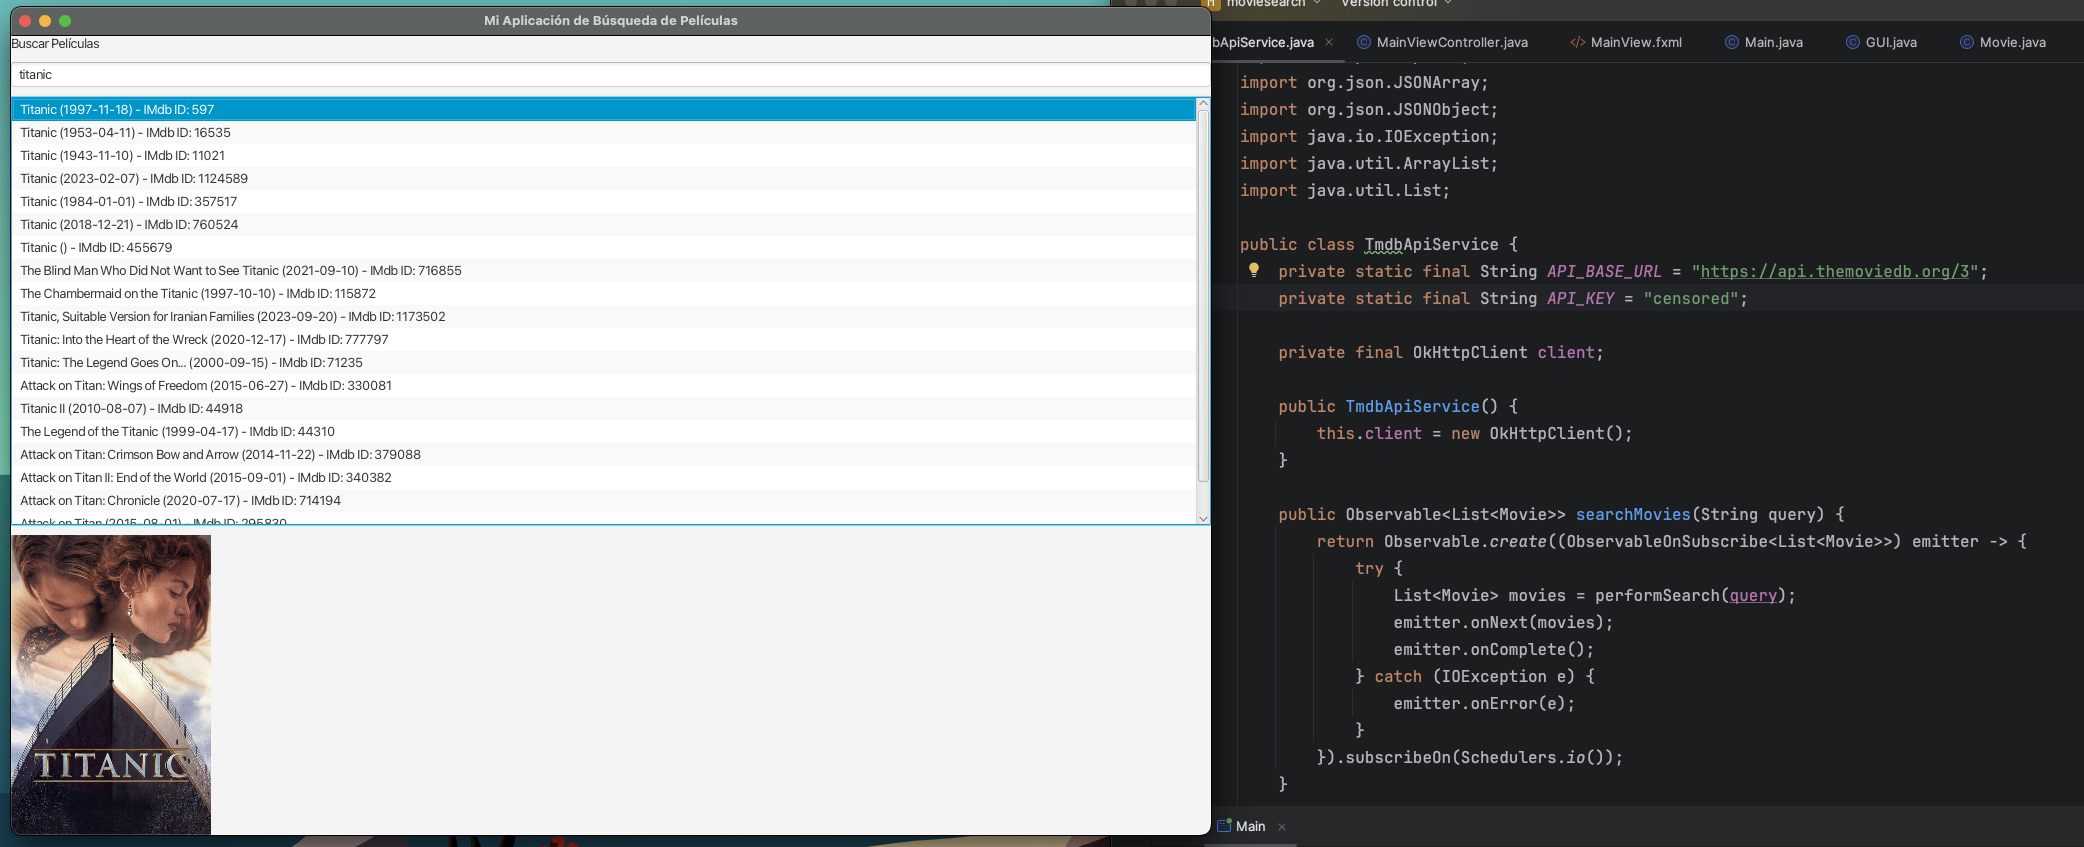 Mi Aplicación de Búsqueda de Películas
Buscar Películas
titanic
Titanic (1997-11-18) - IMdb ID: 597
Titanic (1953-04-11) - IMdb ID: 16535
Titanic (1943-11-10) - IMdb ID: 11021
Titanic (2023-02-07) - IMdb ID: 1124589
Titanic (1984-01-01) - IMdb ID: 357517
Titanic (2018-12-21) - IMdb ID: 760524
Titanic () - IMdb ID: 455679
The Blind Man Who Did Not Want to See Titanic (2021-09-10) - IMdb ID: 716855
The Chambermaid on the Titanic (1997-10-10) - IMdb ID: 115872
Titanic, Suitable Version for Iranian Families (2023-09-20) - IMdb ID: 1173502
Titanic: Into the Heart of the Wreck (2020-12-17) - IMdb ID: 777797
Titanic: The Legend Goes On... (2000-09-15) - IMdb ID: 71235
Attack on Titan: Wings of Freedom (2015-06-27) - IMdb ID: 330081
Titanic II (2010-08-07) - IMdb ID: 44918
The Legend of the Titanic (1999-04-17) - IMdb ID: 44310
Attack on Titan: Crimson Bow and Arrow (2014-11-22) - IMdb ID: 379088
Attack on Titan II: End of the World (2015-09-01) - IMdb ID: 340382
Attack on Titan: Chronicle (2020-07-17) - IMdb ID: 714194
Attack on Titan (2015-08-01) - IMdb ID: 295830
TITANIC
M moviesearch Version control
bApiService.java MainViewController.java MainView.fxml Main.java GUI.java Movie.java
import org.json.JSONArray;
import org.json.JSONObject;
import java.io.IOException;
import java.util.ArrayList;
import java.util.List;
public class TmdbApiService {
private static final String API_BASE_URL = "https://api.themoviedb.org/3";
private static final String API_KEY = "censored";
private final OkHttpClient client;
public TmdbApiService() {
this.client = new OkHttpClient();
}
public Observable<List<Movie>> searchMovies(String query) {
return Observable.create((ObservableOnSubscribe<List<Movie>>) emitter -> {
try {
List<Movie> movies = performSearch(query);
emitter.onNext(movies);
emitter.onComplete();
} catch (IOException e) {
emitter.onError(e);
}
}).subscribeOn(Schedulers.io());
}
Main